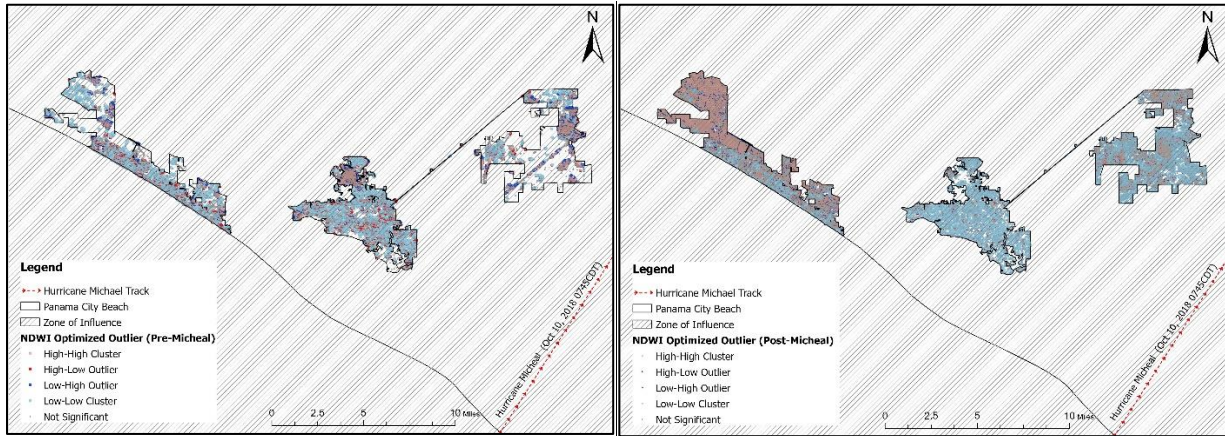 N
Legend
Hurricane Michael Track
Panama City Beach
Zone of Influence
NDWI Optimized Outlier (Pre-Micheal)
High-High Cluster
High-Low Outlier
Low-High Outlier
Low-Low Cluster
Not Significant
0 2.5 5 10 Miles
Hurricane Micheal (Oct 10, 2018 0745CDT)
N
Legend
Hurricane Michael Track
Panama City Beach
Zone of Influence
NDWI Optimized Outlier (Post-Micheal)
High-High Cluster
High-Low Outlier
Low-High Outlier
Low-Low Cluster
Not Significant
0 2.5 5 10 Miles
Hurricane Micheal (Oct 10, 2018 0745CDT)